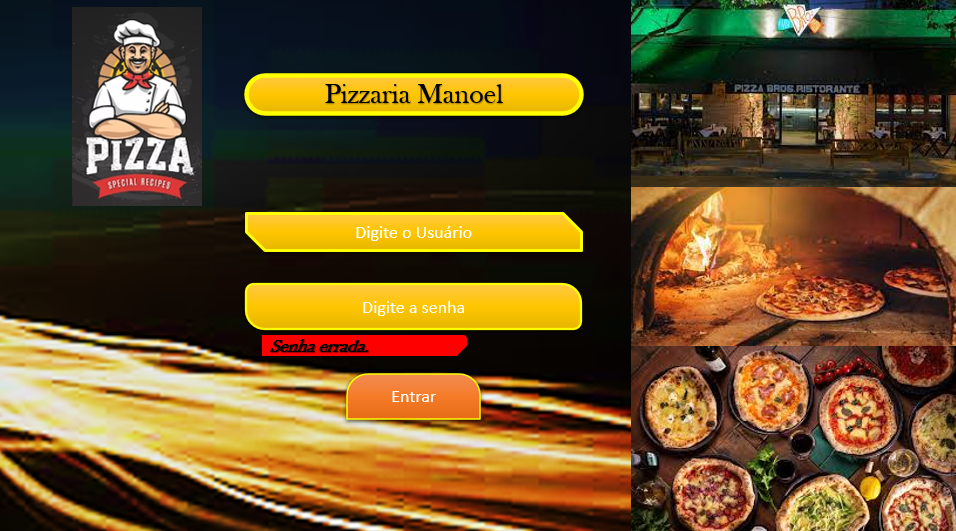 PIZZA
SPECIAL RECIPES
Pizzaria Manoel
Digite o Usuário
Digite a senha
Senha errada.
Entrar
PIZZA BROS.RISTORANTE